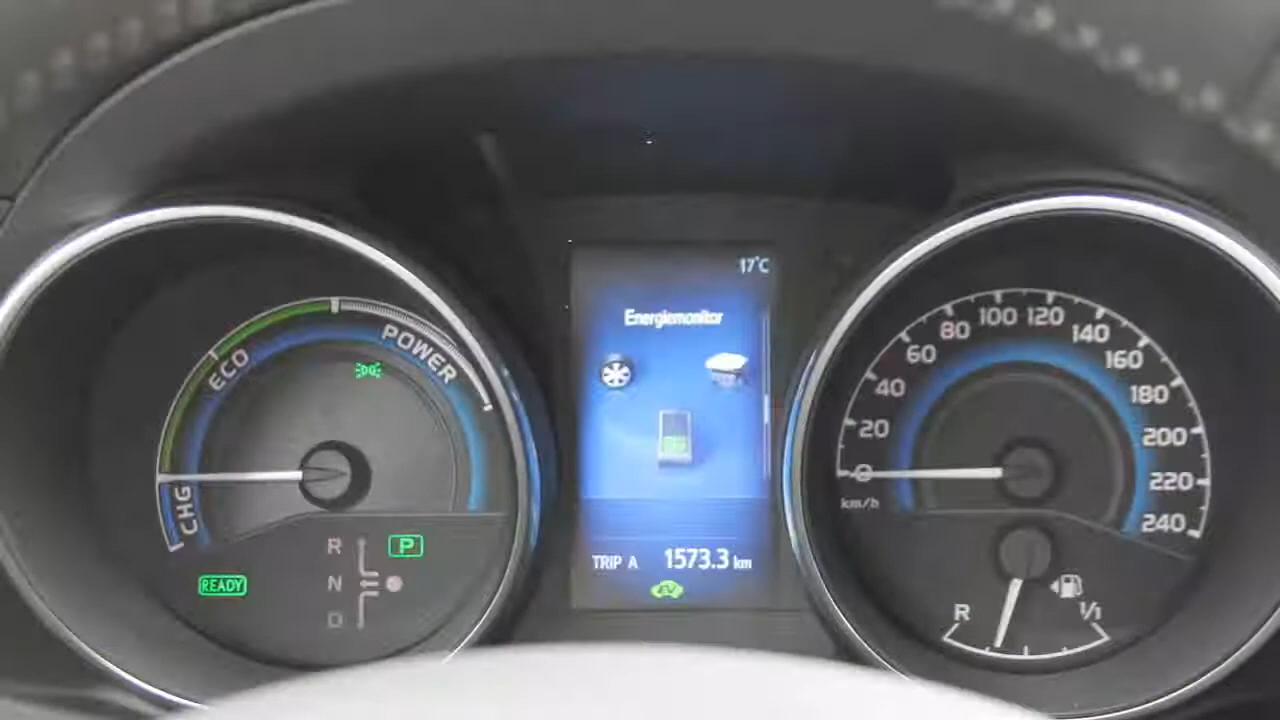 ECO
POWER
CHG
READY
R
P
N
D
17°C
Energiemonitor
TRIP A 1573.3 km
EV
20
40
60
80
100
120
140
160
180
200
220
240
km/h
R
1/1